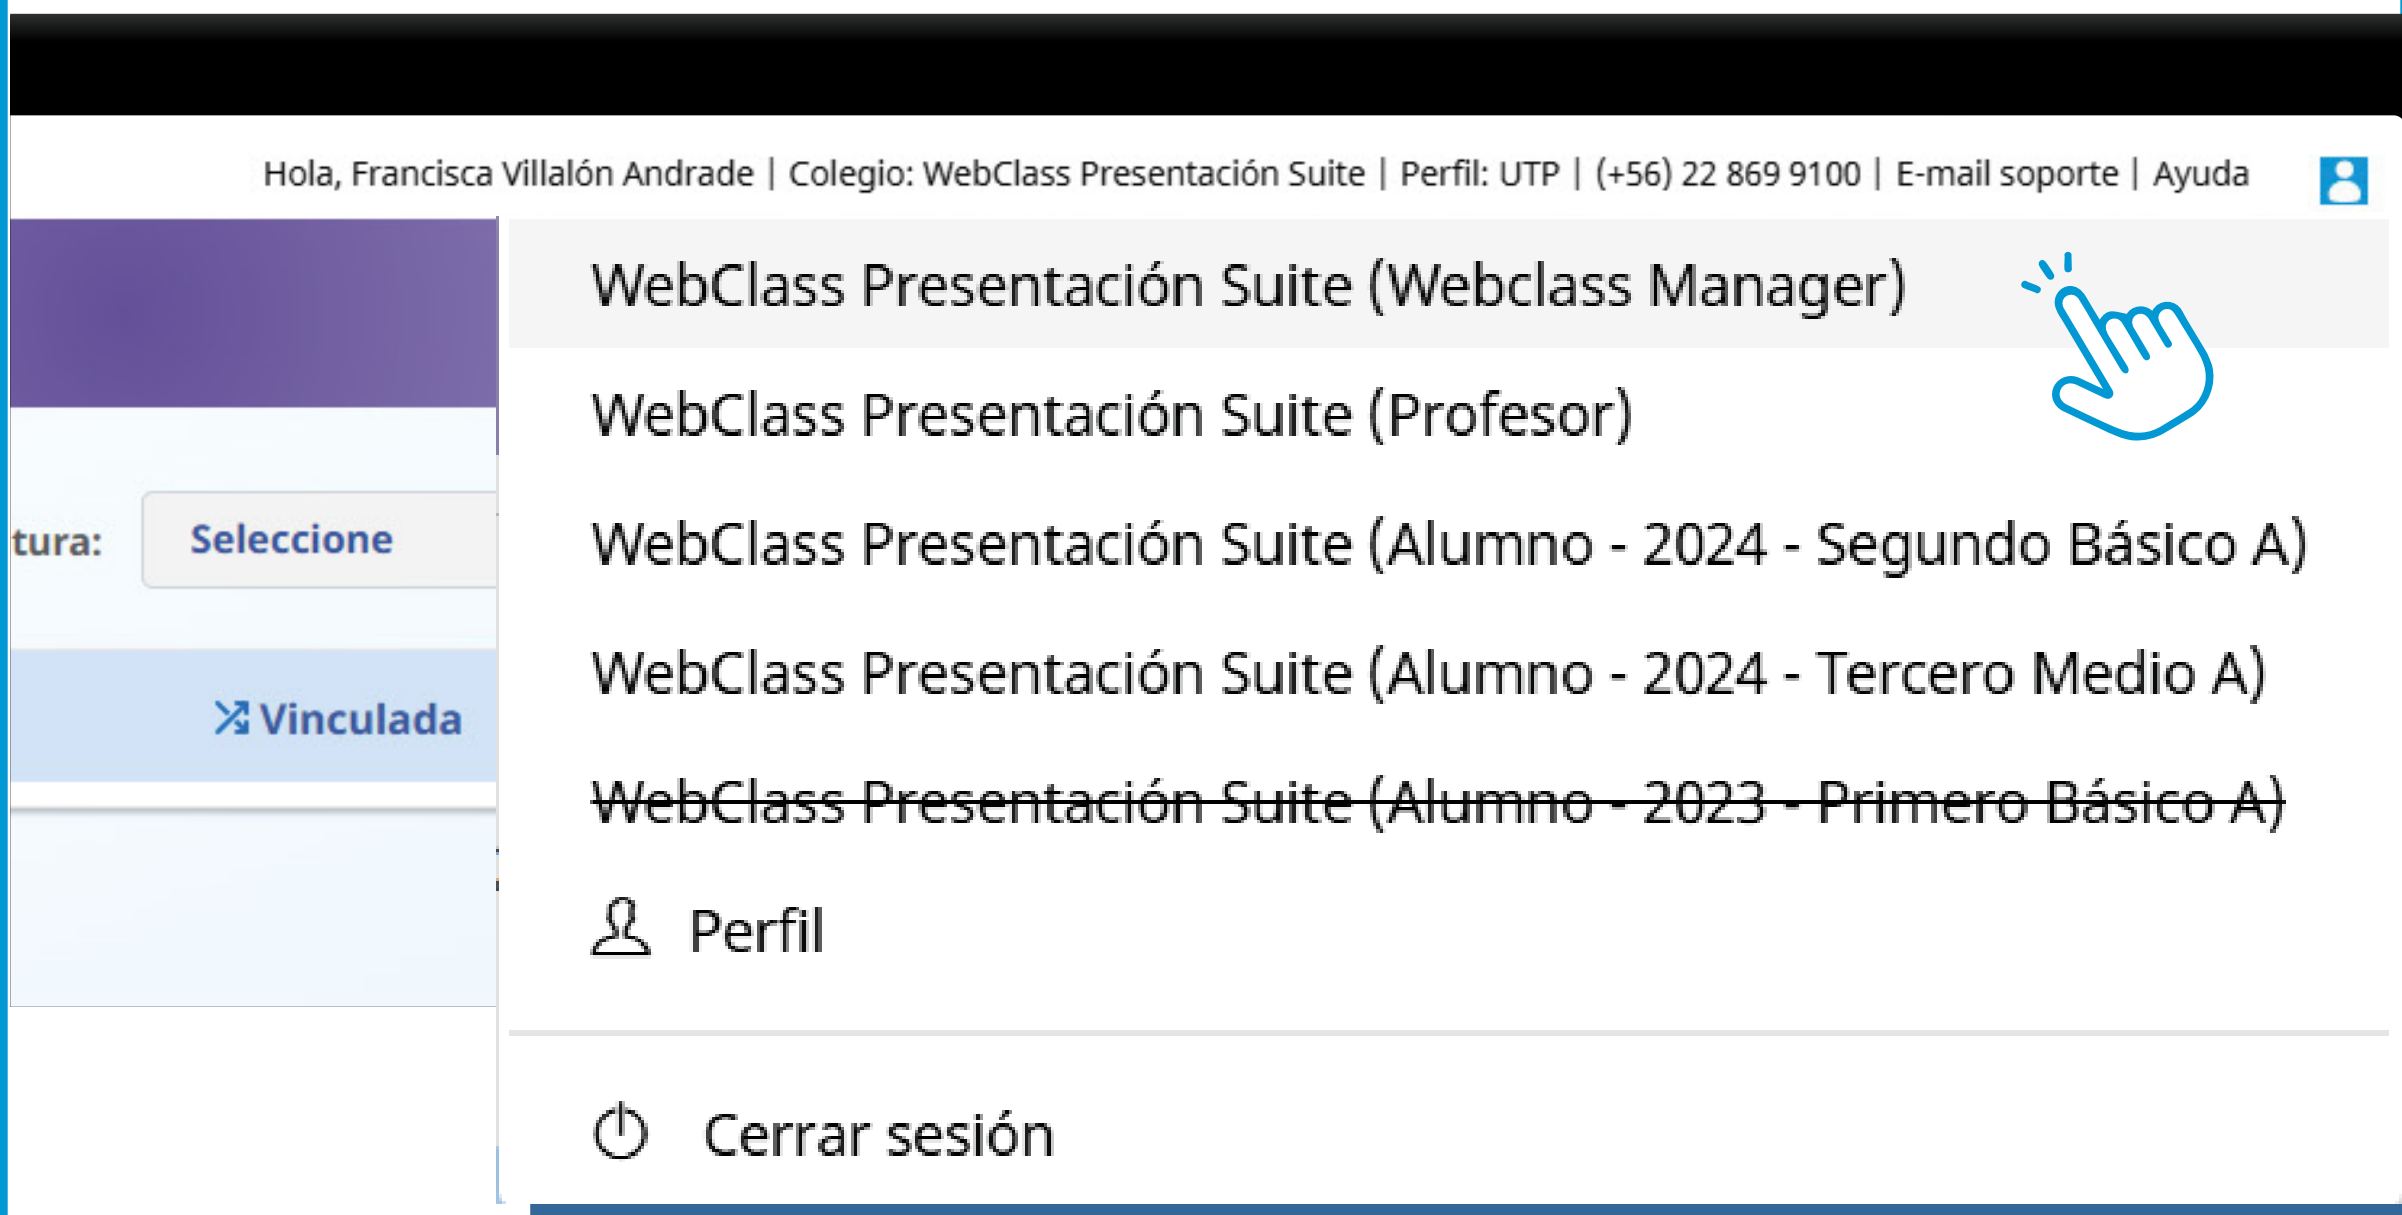 Hola, Francisca Villalón Andrade | Colegio: WebClass Presentación Suite | Perfil: UTP | (+56) 22 869 9100 | E-mail soporte | Ayuda
WebClass Presentación Suite (Webclass Manager)
WebClass Presentación Suite (Profesor)
tura: Seleccione
WebClass Presentación Suite (Alumno - 2024 - Segundo Básico A)
WebClass Presentación Suite (Alumno - 2024 - Tercero Medio A)
Vinculada
WebClass Presentación Suite (Alumno - 2023 - Primero Básico A)
Perfil
Cerrar sesión